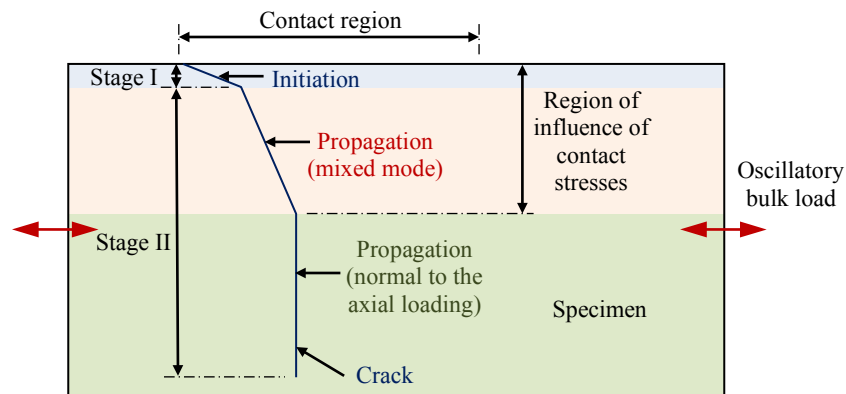 Contact region
Stage I
Initiation
Region of
influence of
contact
stresses
Propagation
(mixed mode)
Oscillatory
bulk load
Stage II
Propagation
(normal to the
axial loading)
Specimen
Crack